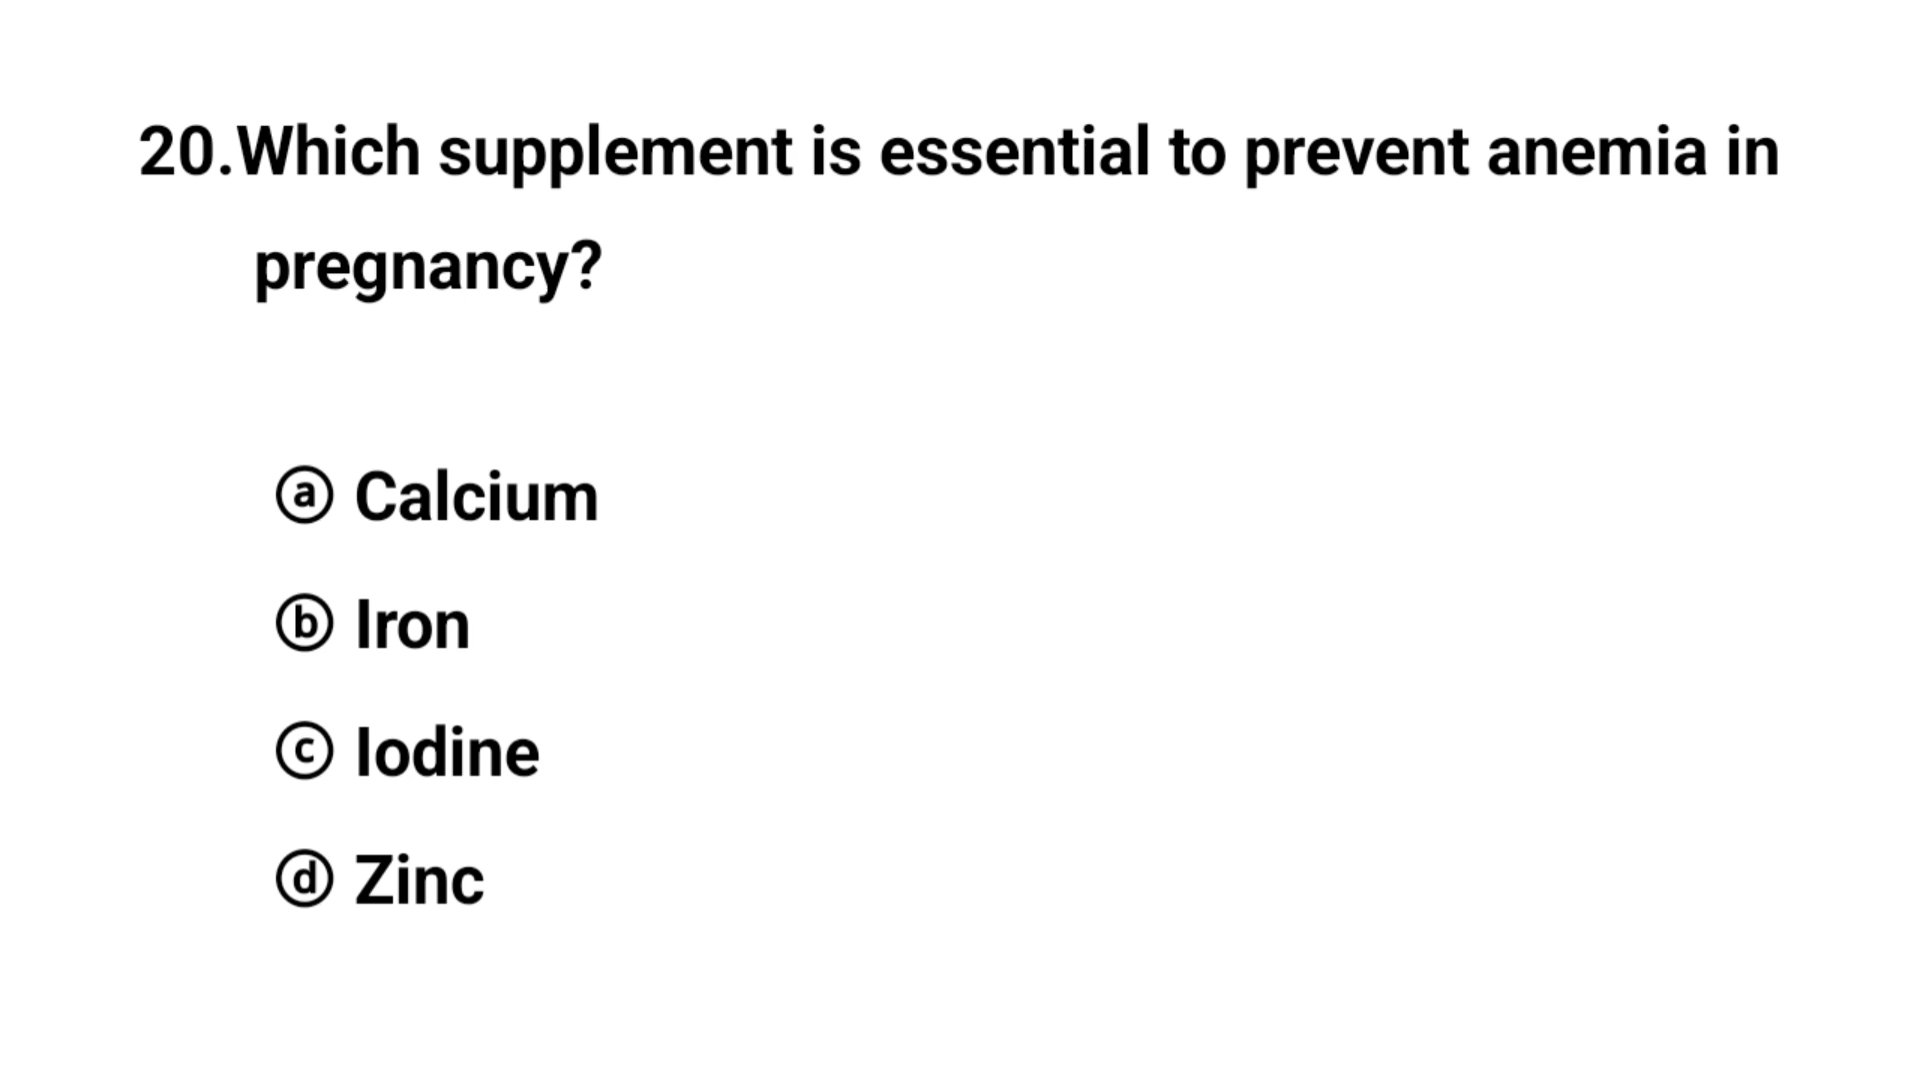 20.Which supplement is essential to prevent anemia in
pregnancy?
ⓐ Calcium
ⓑ Iron
ⓒ Iodine
ⓓ Zinc